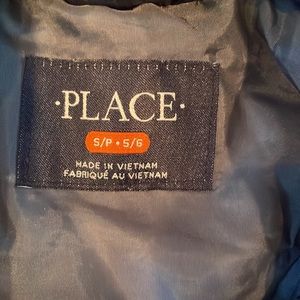 ·PLACE·
S/P • 5/6
MADE IN VIETNAM
FABRIQUÉ AU VIETNAM